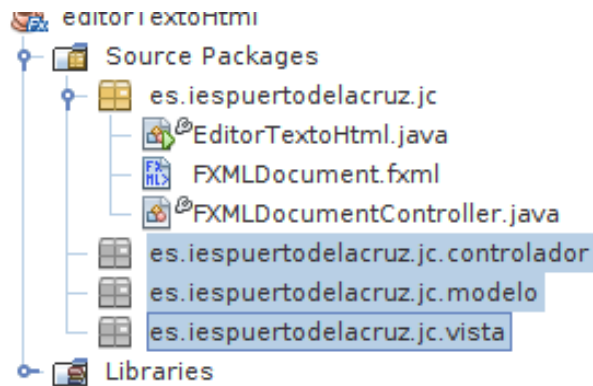 editorTextoHtml
Source Packages
es.iespuertodelacruz.jc
EditorTextoHtml.java
FXMLDocument.fxml
FXMLDocumentController.java
es.iespuertodelacruz.jc.controlador
es.iespuertodelacruz.jc.modelo
es.iespuertodelacruz.jc.vista
Libraries